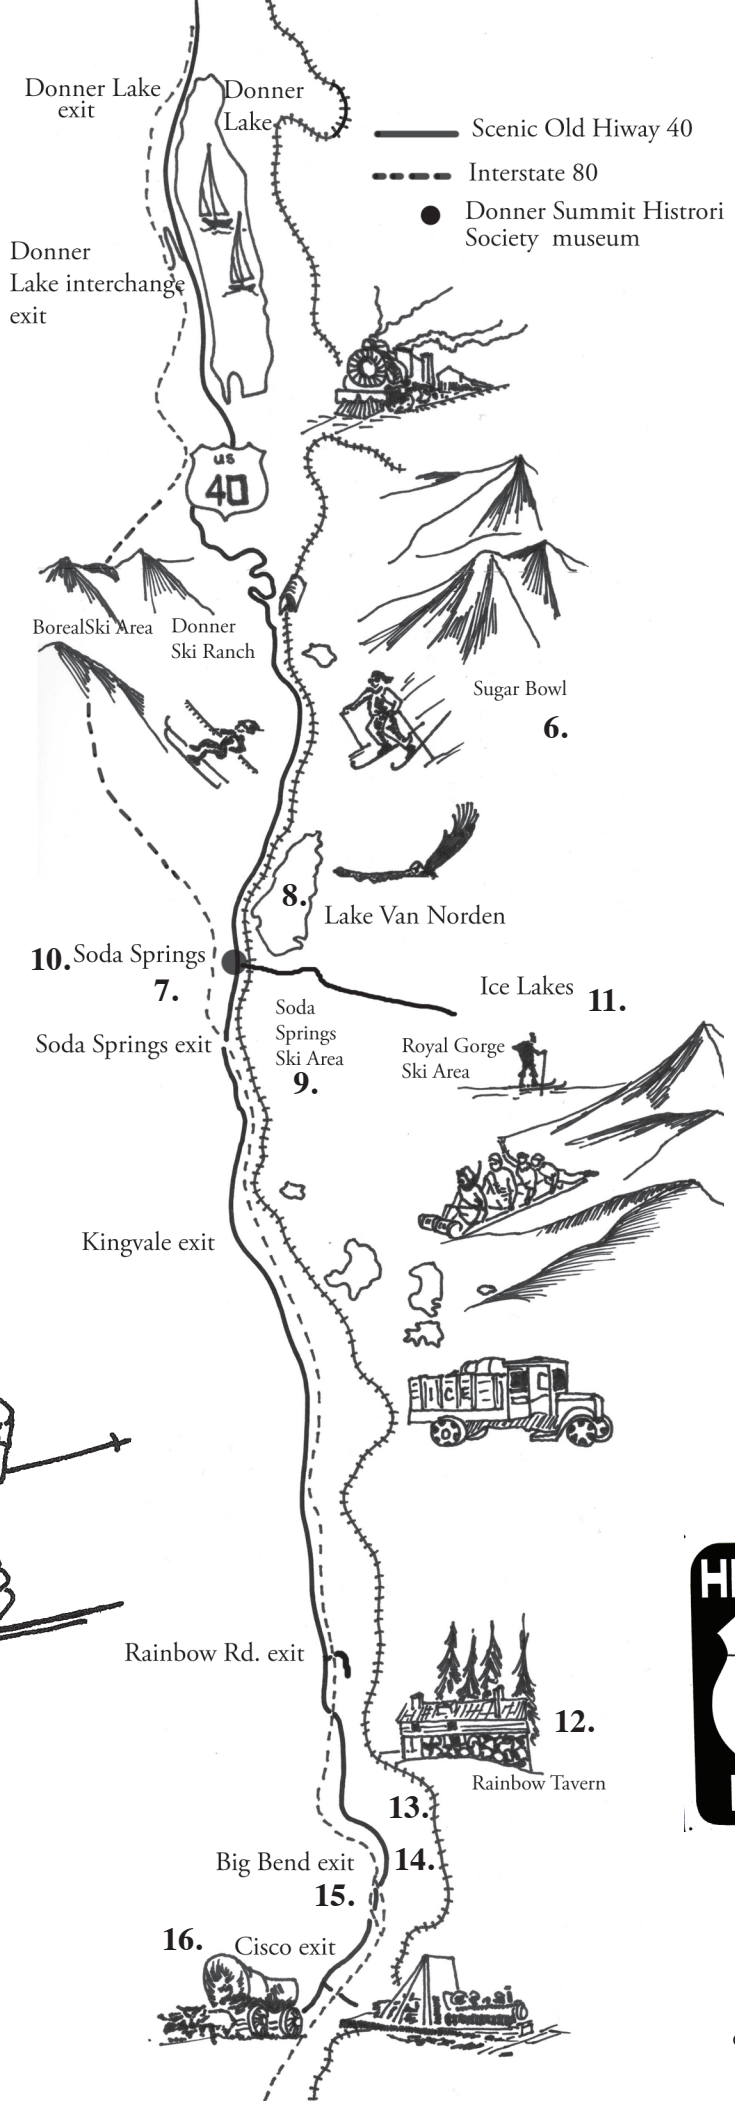 Donner Lake
exit
Donner
Lake
Scenic Old Hiway 40
Interstate 80
Donner Summit Histrori
Society museum
Donner
Lake interchange
exit
us
40
BorealSki Area
Donner
Ski Ranch
Sugar Bowl
6.
8.
Lake Van Norden
10. Soda Springs
7.
Ice Lakes
11.
Soda
Springs
Ski Area
9.
Soda Springs exit
Royal Gorge
Ski Area
Kingvale exit
ICE
Rainbow Rd. exit
12.
Rainbow Tavern
13.
Big Bend exit
14.
15.
16.
Cisco exit